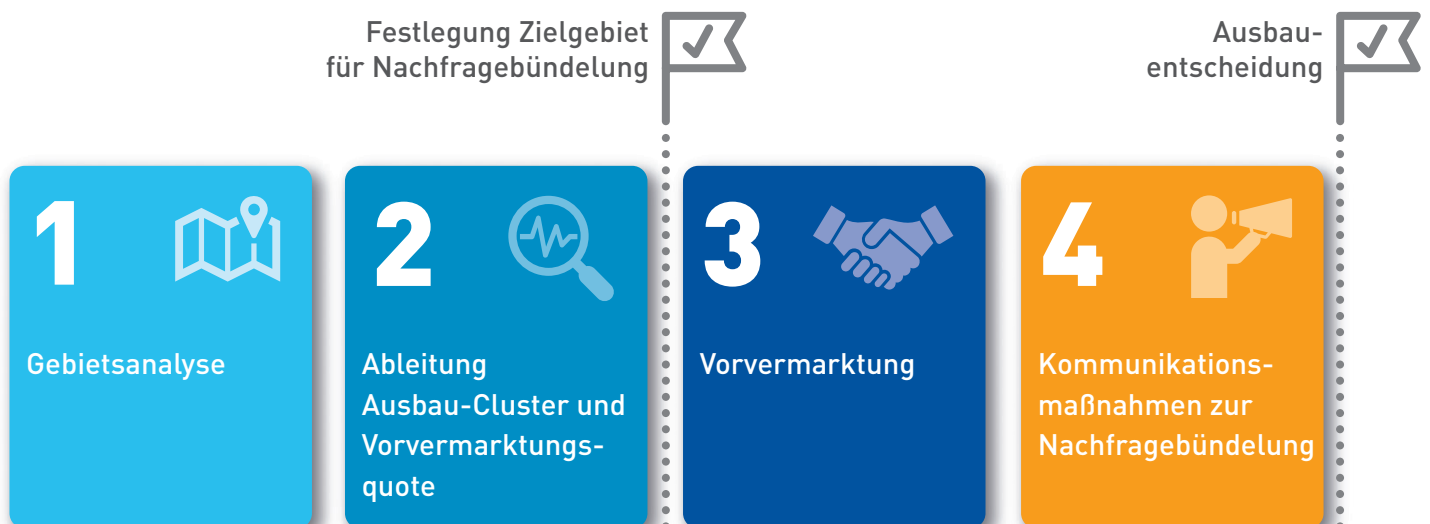 Festlegung Zielgebiet
für Nachfragebündelung
Ausbau-
entscheidung
1
Gebietsanalyse
2
Ableitung
Ausbau-Cluster und
Vorvermarktungs-
quote
3
Vorvermarktung
4
Kommunikations-
maßnahmen zur
Nachfragebündelung